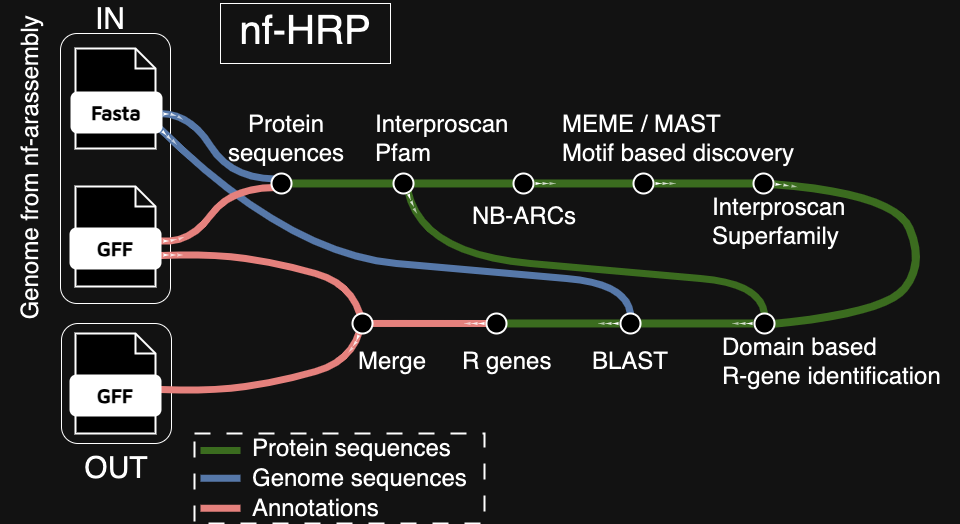 IN
nf-HRP
Genome from nf-arassembly
Fasta
GFF
Protein
sequences
Interproscan
Pfam
MEME / MAST
Motif based discovery
NB-ARCs
Interproscan
Superfamily
Merge
R genes
BLAST
Domain based
R-gene identification
GFF
OUT
Protein sequences
Genome sequences
Annotations